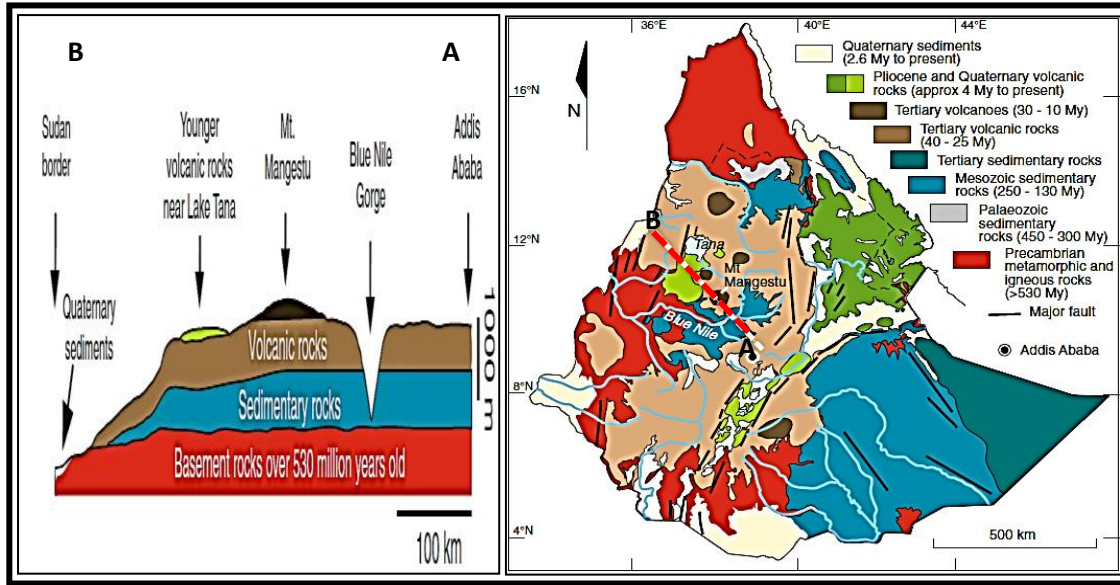 B
A
Sudan
border
Younger
volcanic rocks
near Lake Tana
Mt.
Mangestu
Blue Nile
Gorge
Addis
Ababa
Quaternary
sediments
Volcanic rocks
Sedimentary rocks
Basement rocks over 530 million years old
1000 m
100 km
36°E
40°E
44°E
16°N
12°N
8°N
4°N
N
Quaternary sediments
(2.6 My to present)
Pliocene and Quaternary volcanic
rocks (approx 4 My to present)
Tertiary volcanoes (30 - 10 My)
Tertiary volcanic rocks
(40 - 25 My)
Tertiary sedimentary rocks
Mesozoic sedimentary
rocks (250 - 130 My)
Palaeozoic
sedimentary
rocks (450 - 300 My)
Precambrian
metamorphic and
igneous rocks
(>530 My)
Major fault
Addis Ababa
B
L
Tana
Mt
Mangestu
Blue Nile
A
500 km